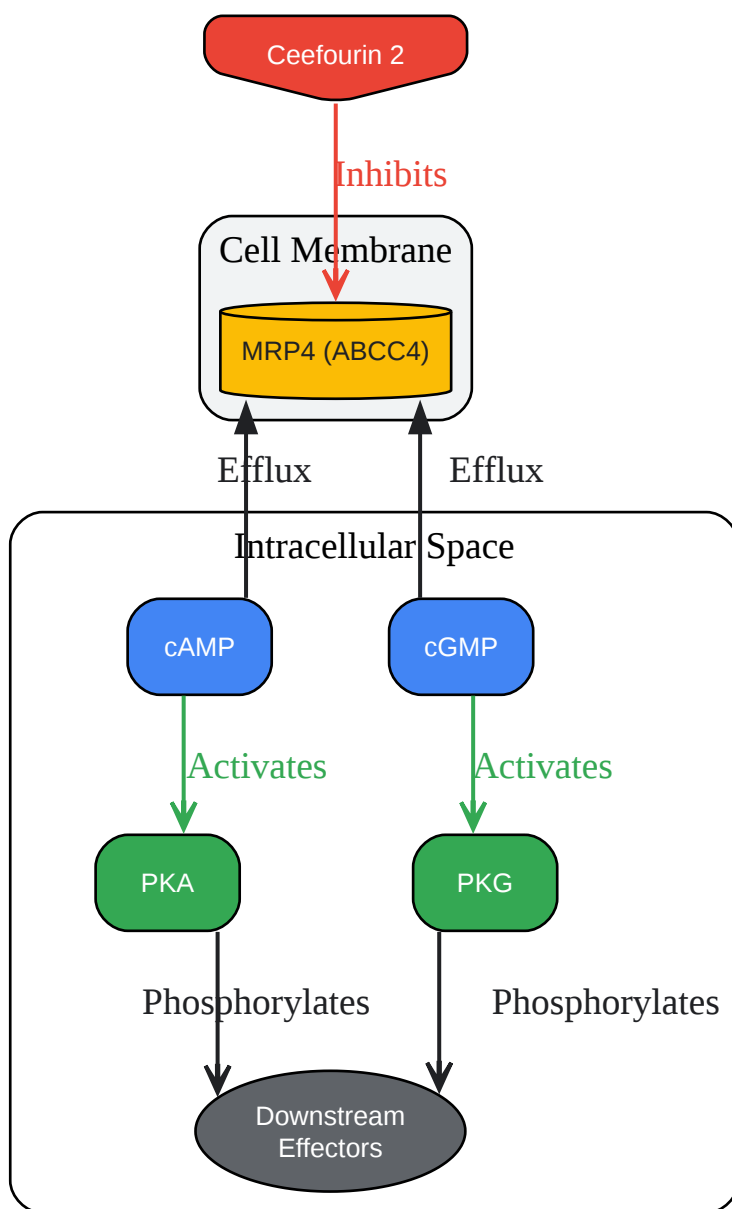 Ceefourin 2
Inhibits
Cell Membrane
MRP4 (ABCC4)
Efflux
Efflux
Intracellular Space
cAMP
cGMP
Activates
Activates
PKA
PKG
Phosphorylates
Phosphorylates
Downstream
Effectors